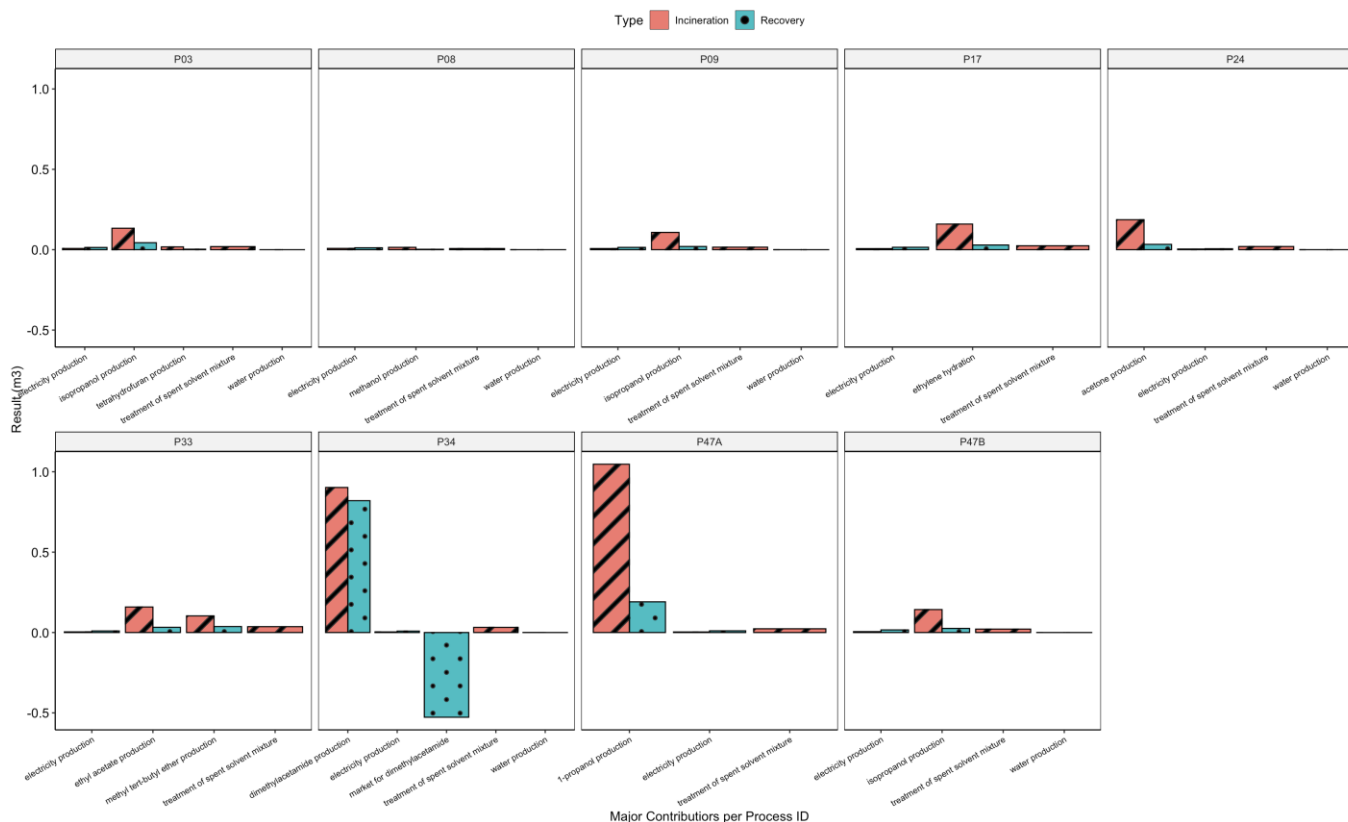 Type Incineration Recovery
P03 P08 P09 P17 P24
1.0
0.5
0.0
-0.5
electricity production
isopropanol production
tetrahydrofuran production
treatment of spent solvent mixture
water production
electricity production
methanol production
treatment of spent solvent mixture
water production
electricity production
isopropanol production
treatment of spent solvent mixture
water production
electricity production
ethylene hydration
treatment of spent solvent mixture
acetone production
electricity production
treatment of spent solvent mixture
water production
Result (m3)
P33 P34 P47A P47B
1.0
0.5
0.0
-0.5
electricity production
ethyl acetate production
methyl tert-butyl ether production
treatment of spent solvent mixture
dimethylacetamide production
electricity production
market for dimethylacetamide
treatment of spent solvent mixture
water production
1-propanol production
electricity production
treatment of spent solvent mixture
electricity production
isopropanol production
treatment of spent solvent mixture
water production
Major Contributiors per Process ID